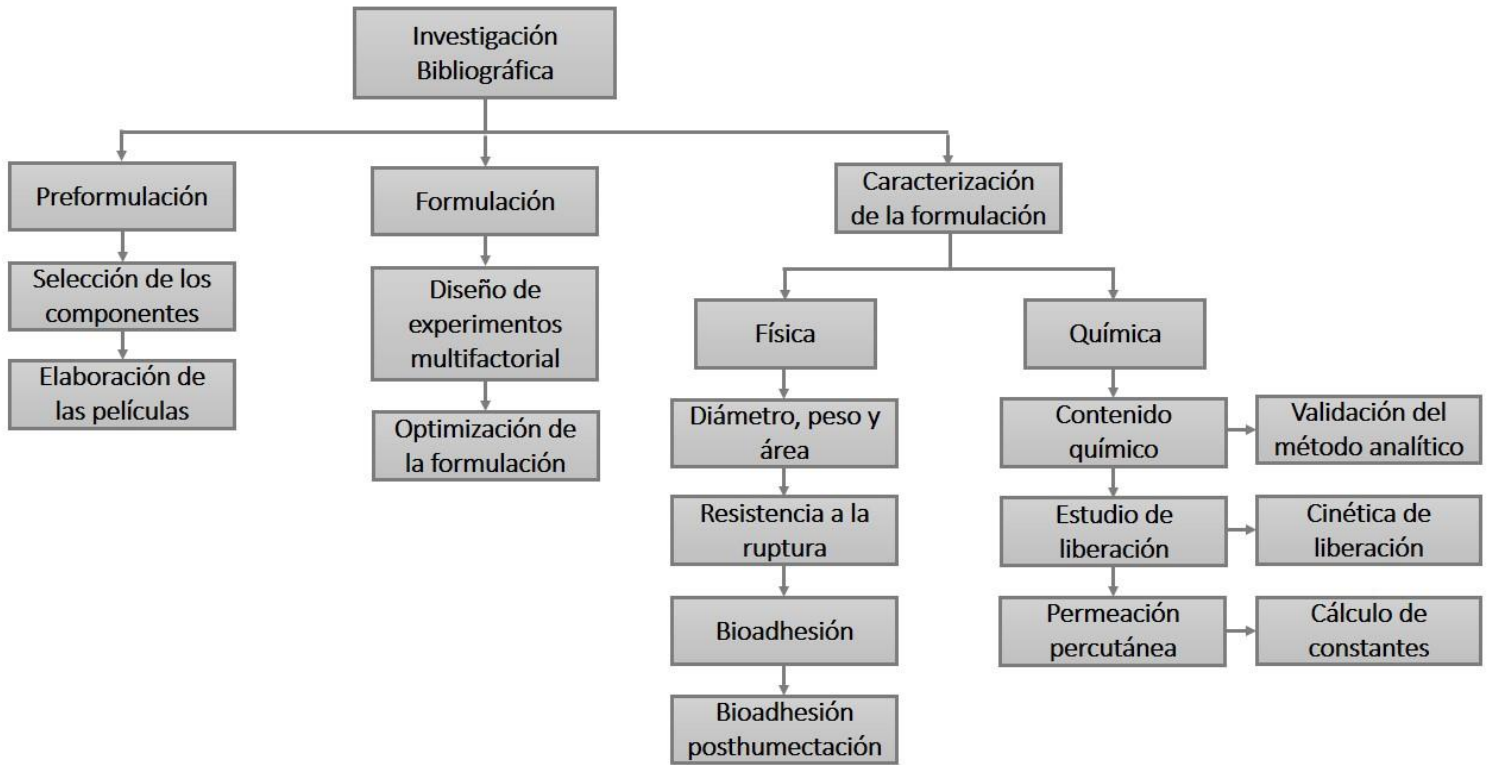 Investigación
Bibliográfica
Preformulación
Selección de los
componentes
Elaboración de
las películas
Formulación
Diseño de
experimentos
multifactorial
Optimización de
la formulación
Caracterización
de la formulación
Física
Diámetro, peso y
área
Resistencia a la
ruptura
Bioadhesión
Bioadhesión
posthumectación
Química
Contenido
químico
Validación del
método analítico
Estudio de
liberación
Cinética de
liberación
Permeación
percutánea
Cálculo de
constantes